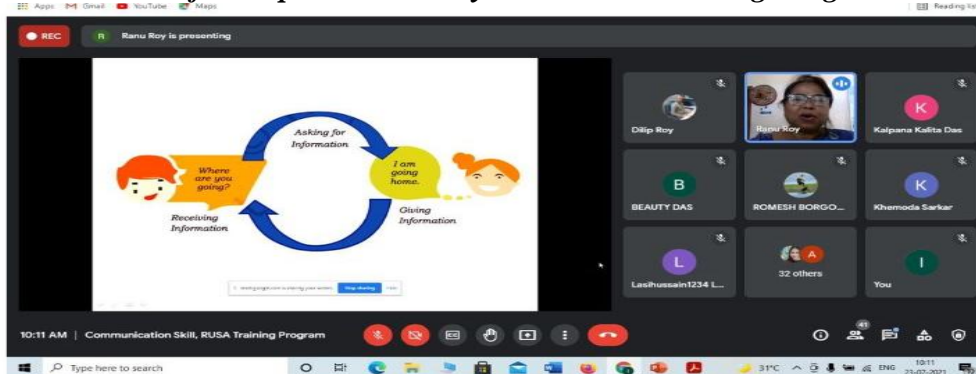 Apps Gmail YouTube Maps Reading list
REC R Ranu Roy is presenting
Asking for
Information
Where
are you
going?
I am
going
home.
Receiving
Information
Giving
Information
Stop sharing
Dilip Roy
Ranu Roy
K
Kalpana Kalita Das
B
BEAUTY DAS
ROMESH BORGO...
K
Khemoda Sarkar
L
Lasihussain1234 L...
A
32 others
I
You
10:11 AM | Communication Skill, RUSA Training Program
41
Type here to search
31°C ENG 10:11